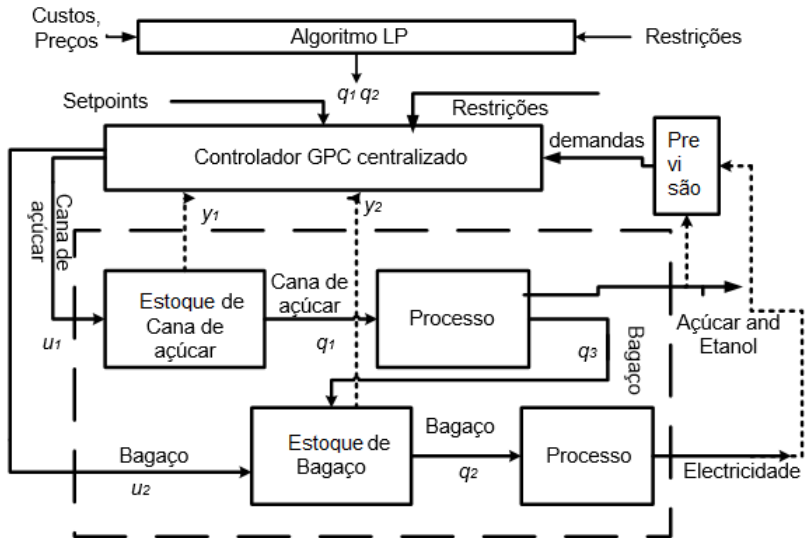 Custos,
Preços
Algoritmo LP
Restrições
q1 q2
Setpoints
Restrições
demandas
Pre
vi
são
Controlador GPC centralizado
y1
y2
Cana de
açúcar
Estoque de
Cana de
açúcar
Cana de
açúcar
q1
Processo
u1
q3
Bagaço
Açúcar and
Etanol
Bagaço
u2
Estoque de
Bagaço
Bagaço
q2
Processo
Electricidade